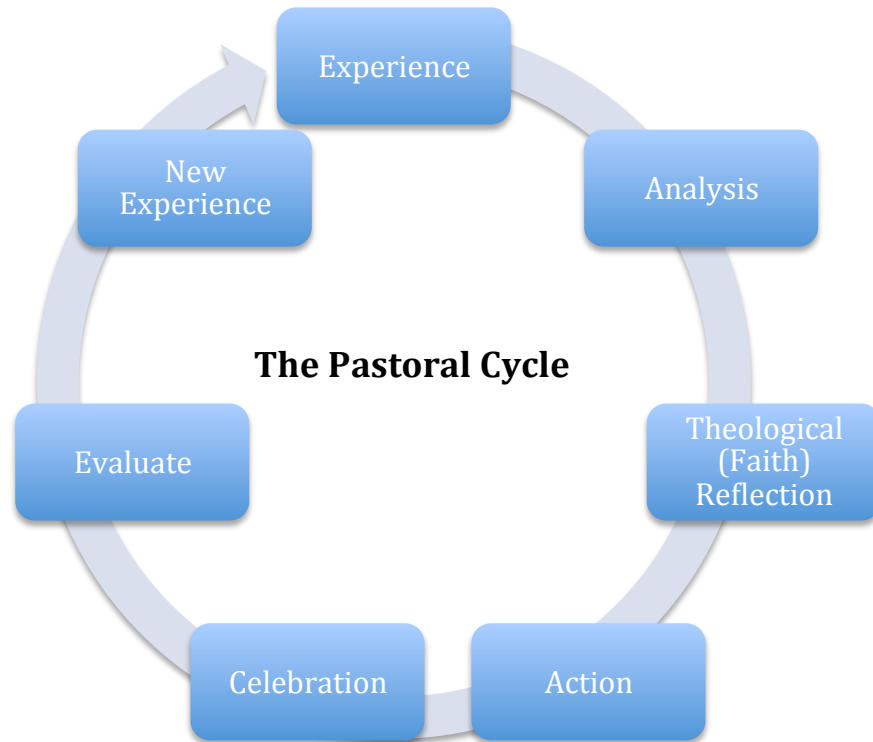 Experience
Analysis
Theological
(Faith)
Reflection
Action
Celebration
Evaluate
New
Experience
The Pastoral Cycle